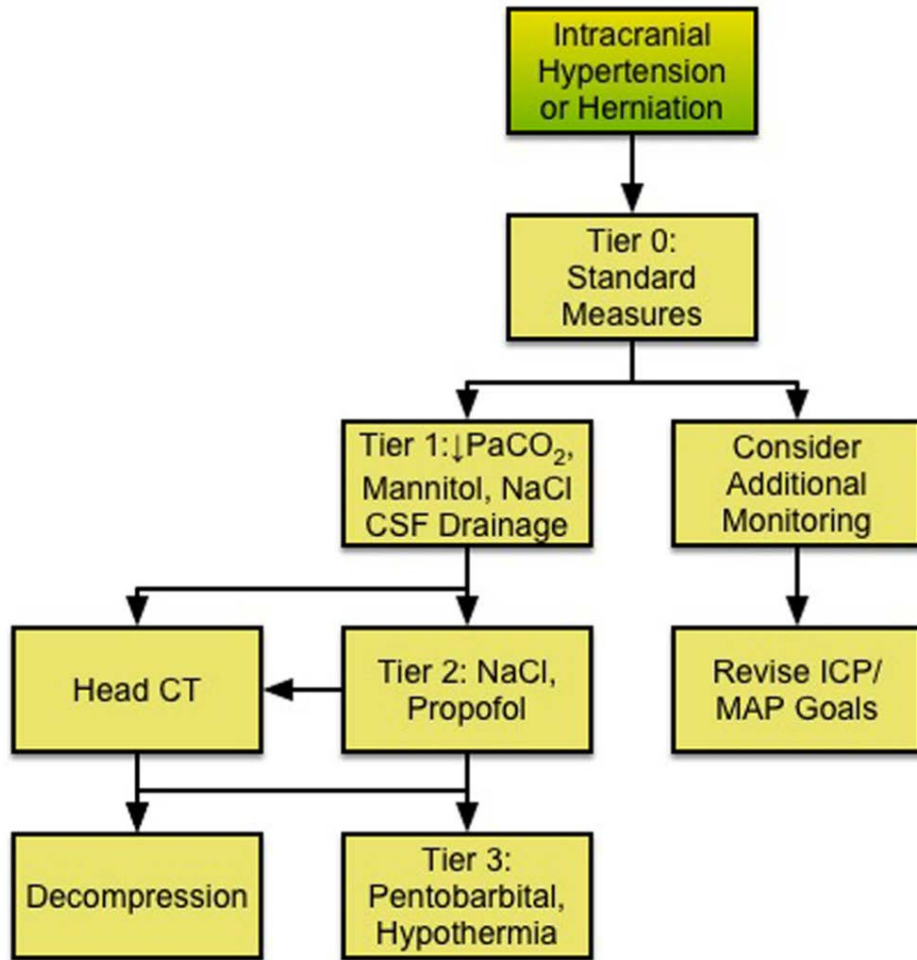 Intracranial
Hypertension
or Herniation
Tier 0:
Standard
Measures
Tier 1:↓PaCO₂,
Mannitol, NaCl
CSF Drainage
Consider
Additional
Monitoring
Head CT
Tier 2: NaCl,
Propofol
Revise ICP/
MAP Goals
Decompression
Tier 3:
Pentobarbital,
Hypothermia